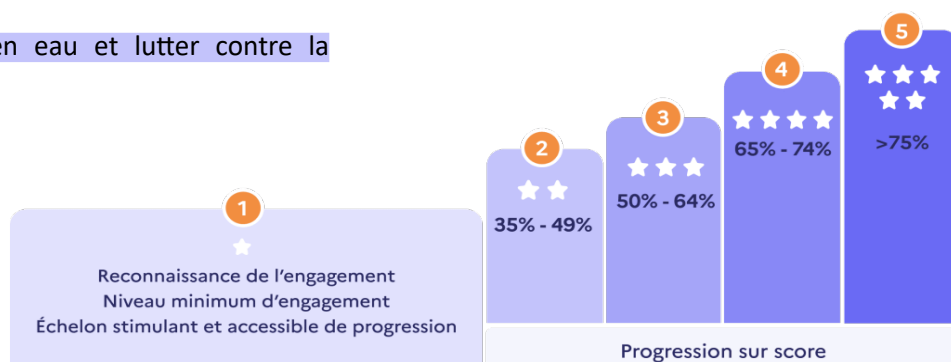 en eau et lutter contre la
1
Reconnaissance de l'engagement
Niveau minimum d'engagement
Échelon stimulant et accessible de progression
2
35% - 49%
3
50% - 64%
4
65% - 74%
5
>75%
Progression sur score